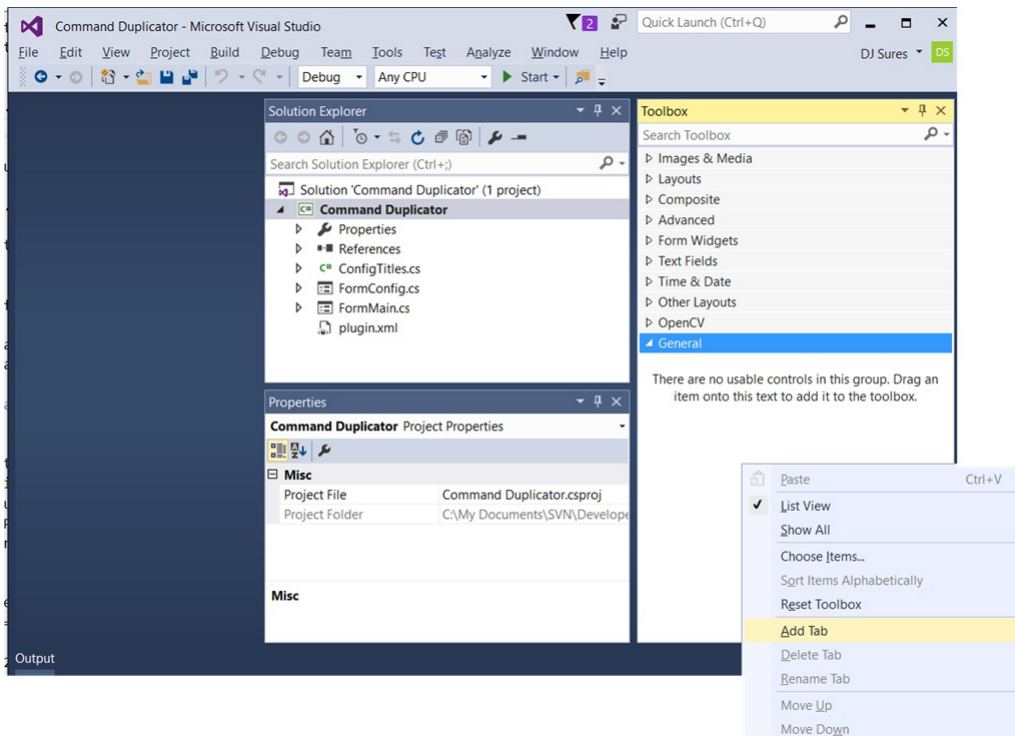 Command Duplicator - Microsoft Visual Studio
2
Quick Launch (Ctrl+Q)
File Edit View Project Build Debug Team Tools Test Analyze Window Help
DJ Sures
DS
Debug
Any CPU
Start
Solution Explorer
Search Solution Explorer (Ctrl+;)
Solution 'Command Duplicator' (1 project)
C# Command Duplicator
Properties
References
C# ConfigTitles.cs
FormConfig.cs
FormMain.cs
plugin.xml
Properties
Command Duplicator Project Properties
Misc
Project File Command Duplicator.csproj
Project Folder C:\My Documents\SVN\Develope
Misc
Output
Toolbox
Search Toolbox
Images & Media
Layouts
Composite
Advanced
Form Widgets
Text Fields
Time & Date
Other Layouts
OpenCV
General
There are no usable controls in this group. Drag an
item onto this text to add it to the toolbox.
Paste Ctrl+V
List View
Show All
Choose Items...
Sort Items Alphabetically
Reset Toolbox
Add Tab
Delete Tab
Rename Tab
Move Up
Move Down